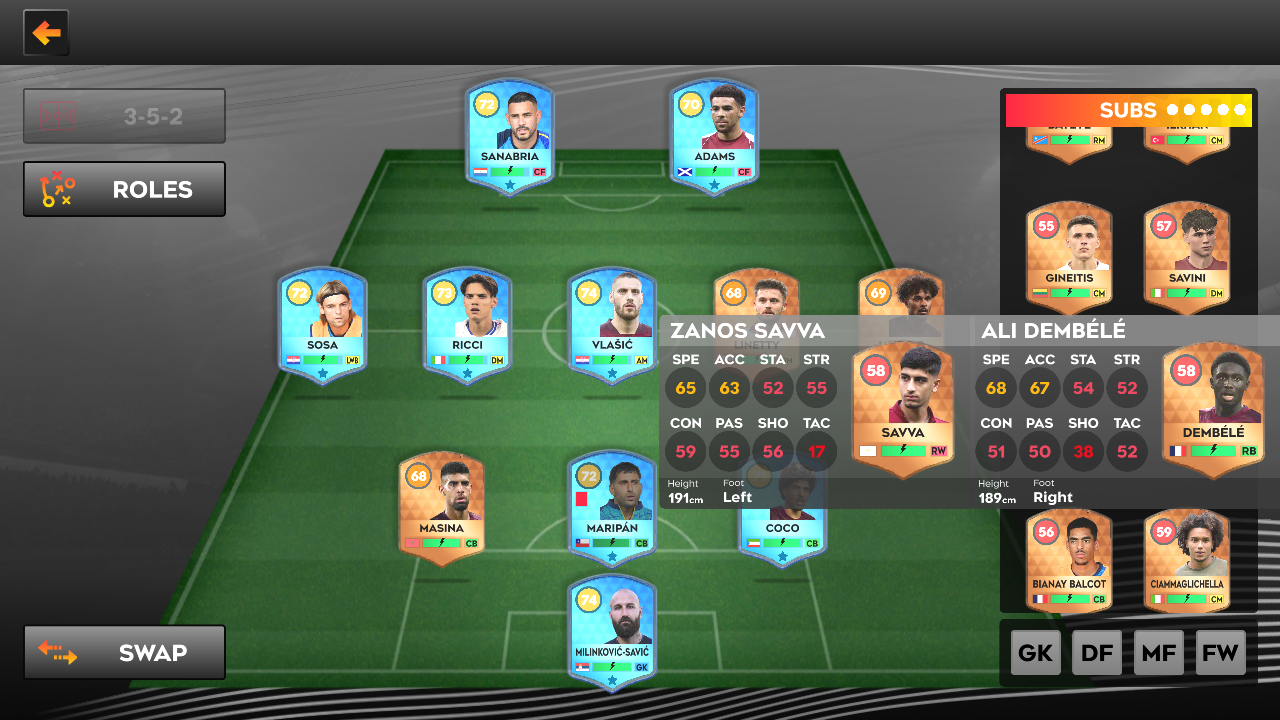 SUBS
RM
CM
3-5-2
ROLES
72
SANABRIA
CF
70
ADAMS
CF
55
GINEITIS
CM
57
SAVINI
DM
72
SOSA
LWB
73
RICCI
DM
74
VLAŠIĆ
AM
68
LINETTY
69
ZANOS SAVVA
SPE ACC STA STR
65 63 52 55
CON PAS SHO TAC
59 55 56 17
Height Foot
191cm Left
58
SAVVA
RW
ALI DEMBÉLÉ
SPE ACC STA STR
68 67 54 52
CON PAS SHO TAC
51 50 38 52
Height Foot
189cm Right
58
DEMBÉLÉ
RB
68
MASINA
CB
72
MARIPÁN
CB
COCO
CB
56
BIANAY BALCOT
CB
59
CIAMMAGLICHELLA
CM
74
MILINKOVIĆ-SAVIĆ
GK
SWAP
GK DF MF FW